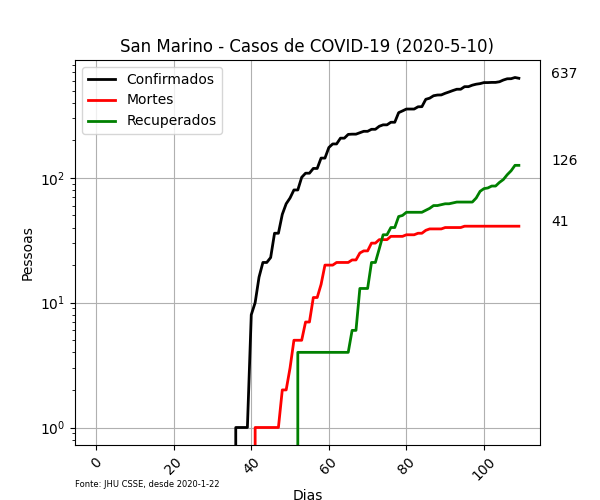 San Marino - Casos de COVID-19 (2020-5-10)
Confirmados
Mortes
Recuperados
637
126
41
Pessoas
10²
10¹
10⁰
0
20
40
60
80
100
Fonte: JHU CSSE, desde 2020-1-22
Dias